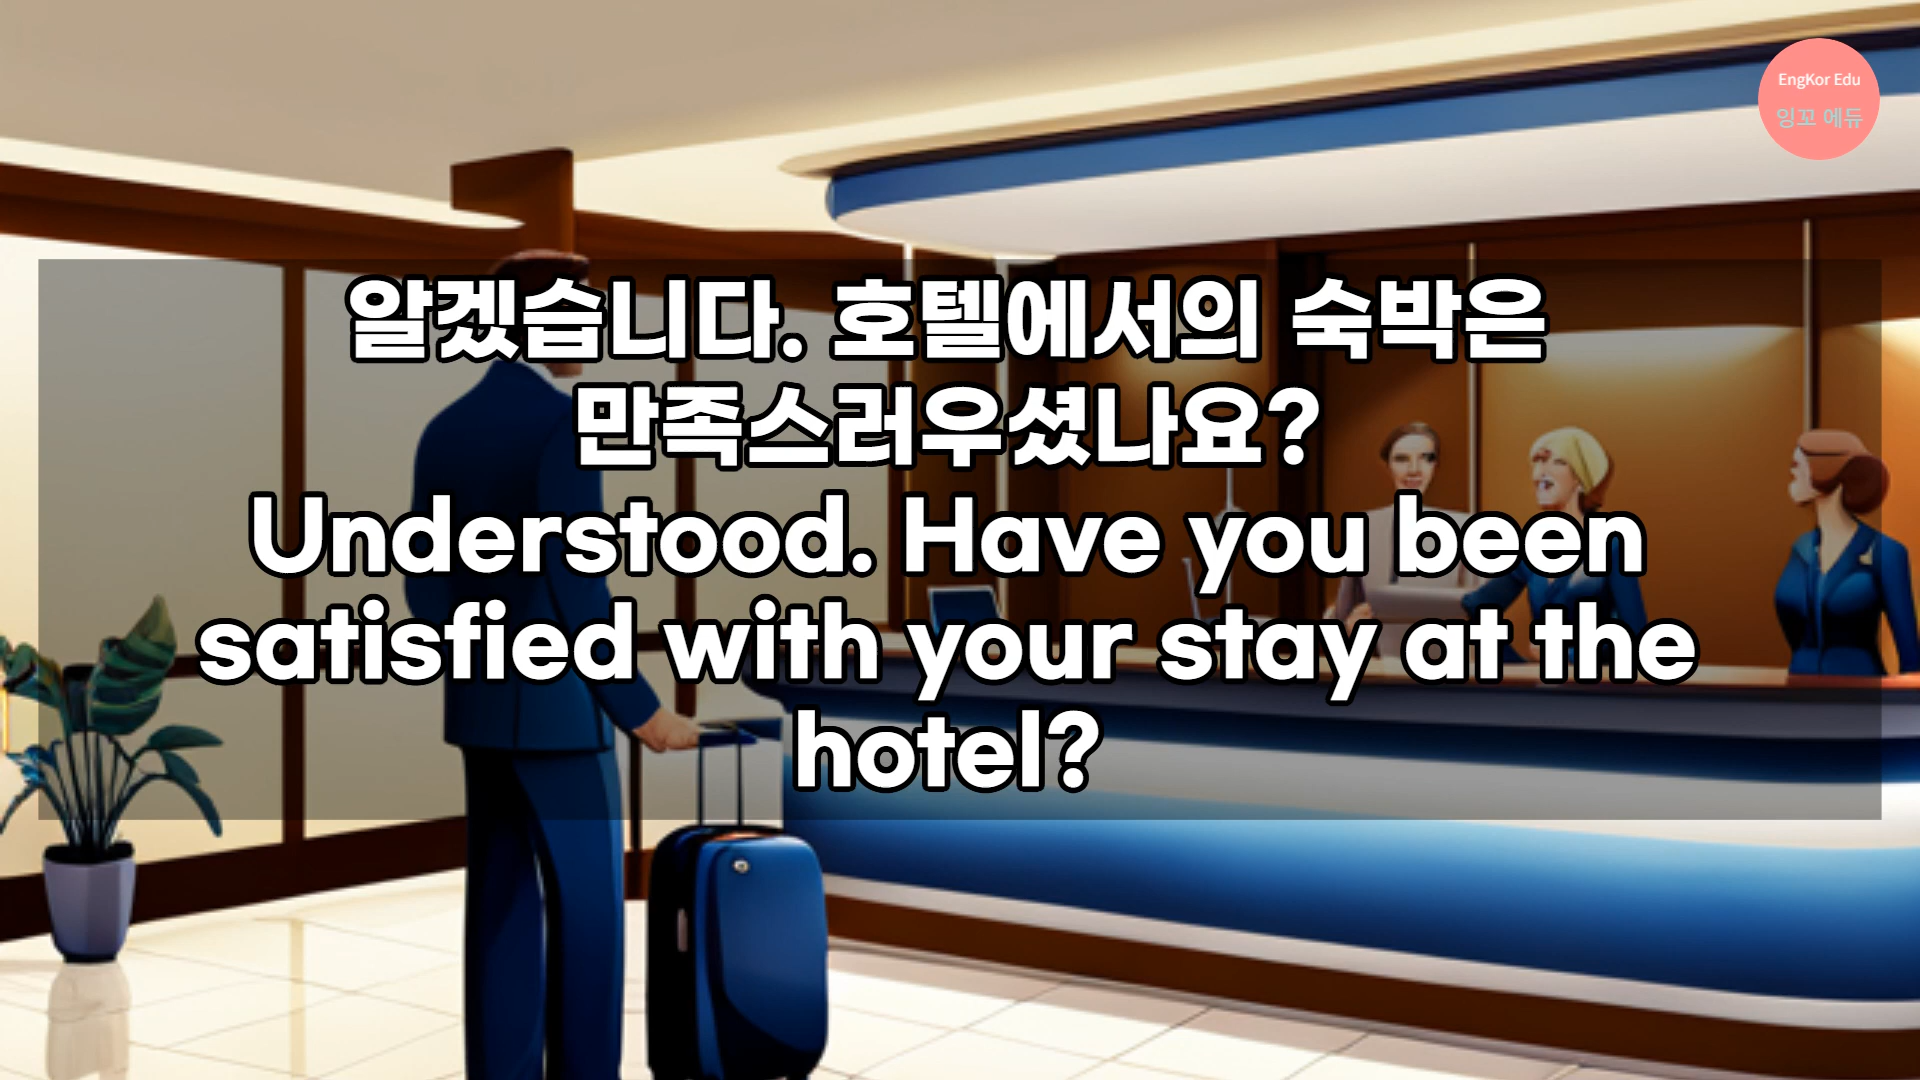 EngKor Edu
잉꼬 에듀
알겠습니다. 호텔에서의 숙박은
만족스러우셨나요?
Understood. Have you been
satisfied with your stay at the
hotel?